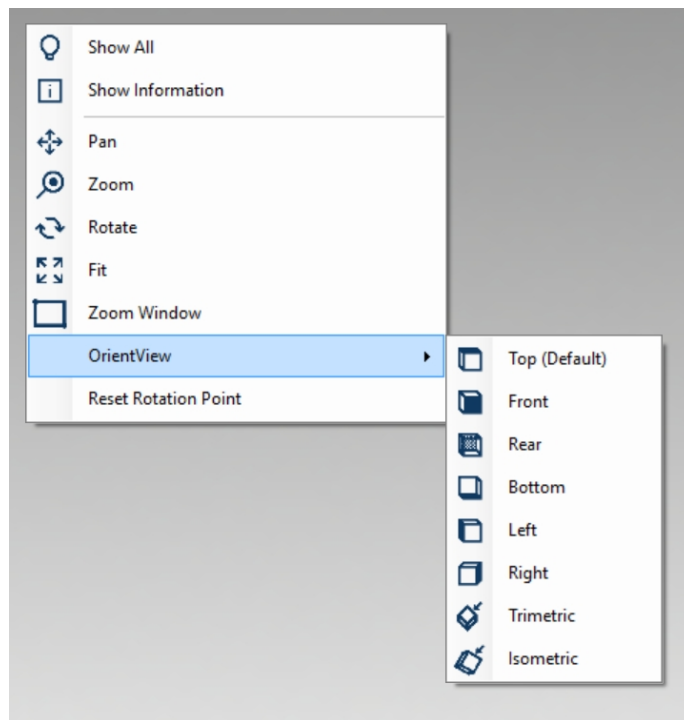 Show All
Show Information
Pan
Zoom
Rotate
Fit
Zoom Window
OrientView
Reset Rotation Point
Top (Default)
Front
Rear
Bottom
Left
Right
Trimetric
Isometric